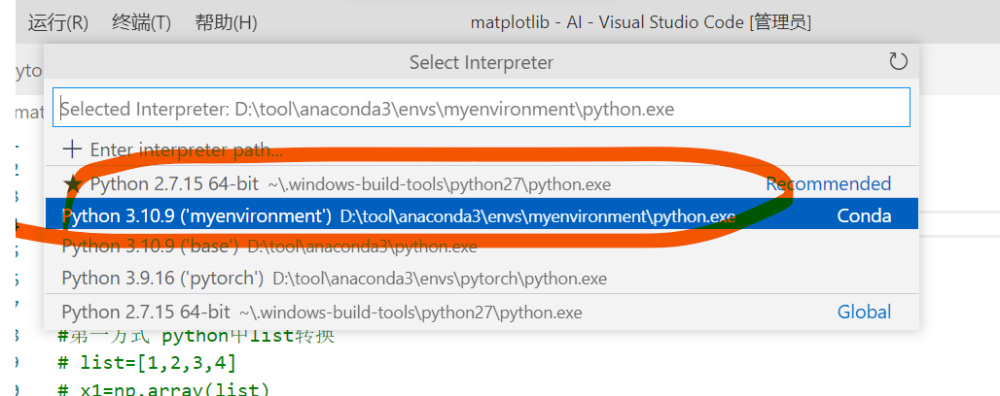 运行(R) 终端(T) 帮助(H) matplotlib - AI - Visual Studio Code [管理员]
Select Interpreter
Selected Interpreter: D:\tool\anaconda3\envs\myenvironment\python.exe
Enter interpreter path...
Python 2.7.15 64-bit ~\.windows-build-tools\python27\python.exe Recommended
Python 3.10.9 ('myenvironment') D:\tool\anaconda3\envs\myenvironment\python.exe Conda
Python 3.10.9 ('base') D:\tool\anaconda3\python.exe
Python 3.9.16 ('pytorch') D:\tool\anaconda3\envs\pytorch\python.exe
Python 2.7.15 64-bit ~\.windows-build-tools\python27\python.exe Global
#第一方式 python中list转换
# list=[1,2,3,4]
# x1=np.array(list)